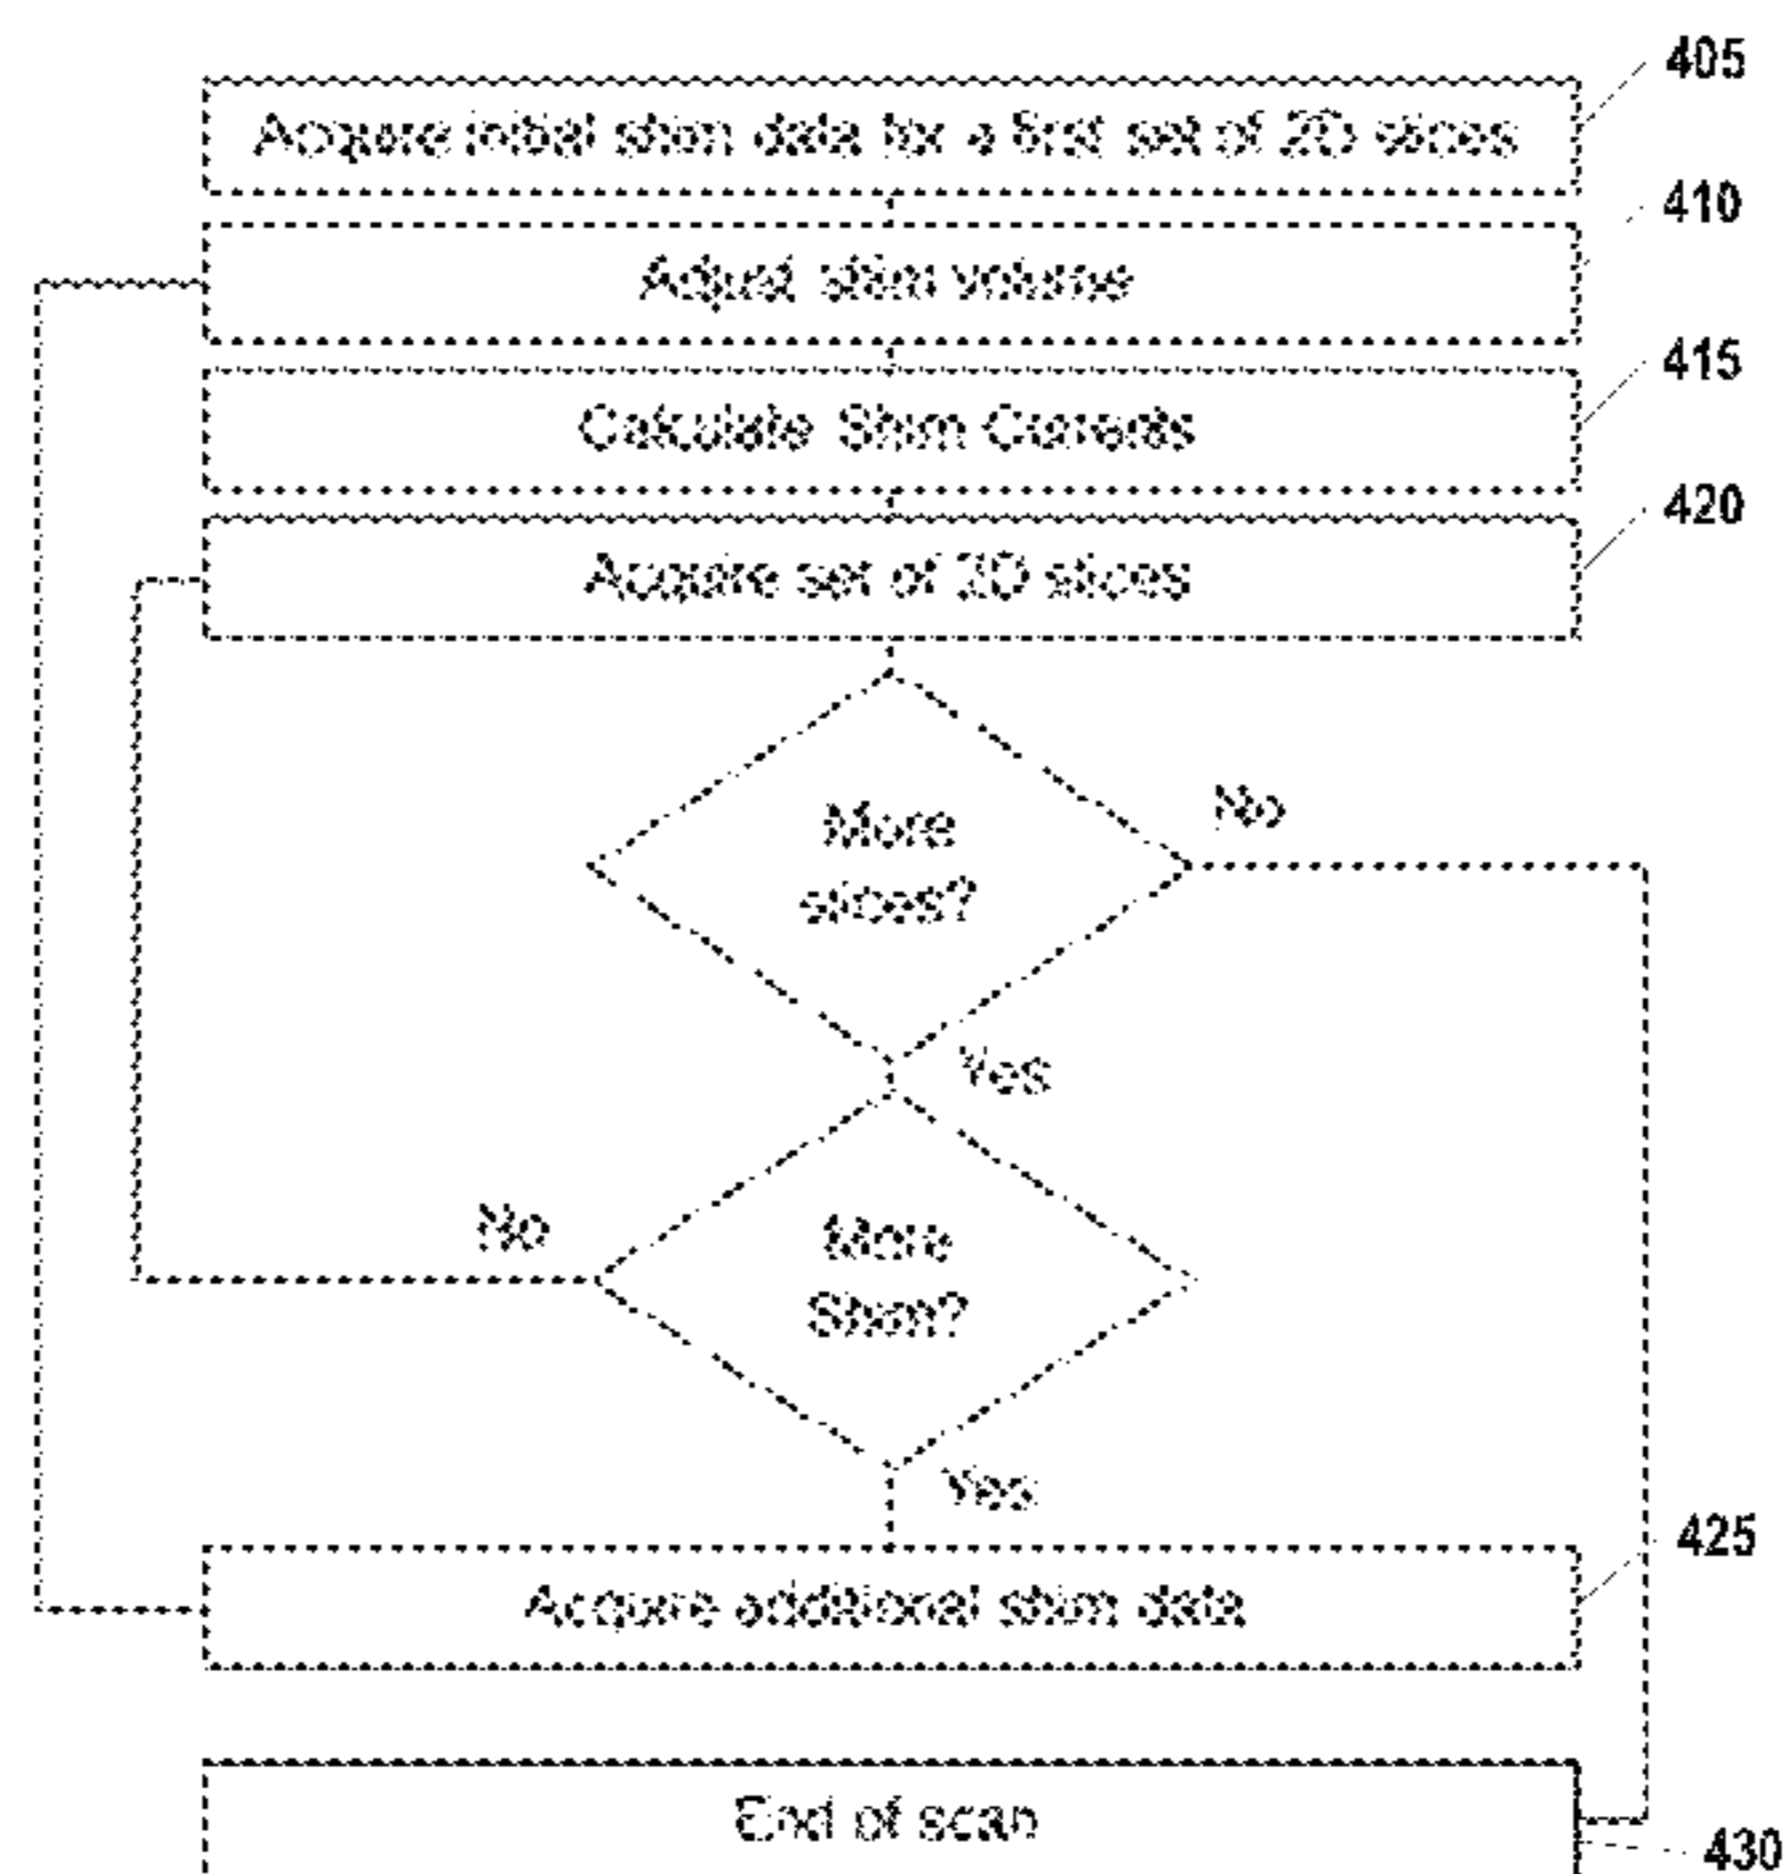 405
Acquire initial shim data for a first set of 2D slices
410
Adjust shim volume
415
Calculate Shim Currents
420
Acquire set of 2D slices
More
slices?
No
Yes
No
More
Shim?
Yes
425
Acquire additional shim data
End of scan
430